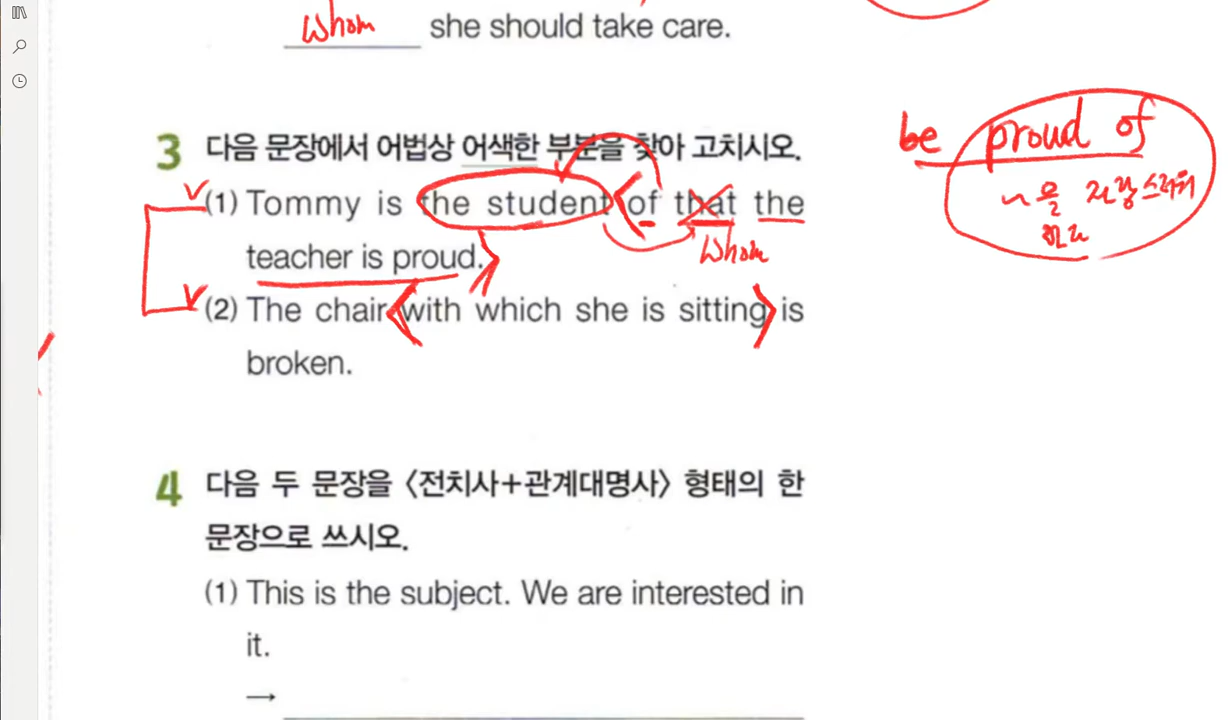 whom she should take care.
3 다음 문장에서 어법상 어색한 부분을 찾아 고치시오.
be proud of
~을 자랑스러워
하다
(1) Tommy is the student of that the
whom
teacher is proud.
(2) The chair with which she is sitting is
broken.
4 다음 두 문장을 〈전치사+관계대명사〉 형태의 한
문장으로 쓰시오.
(1) This is the subject. We are interested in
it.
→